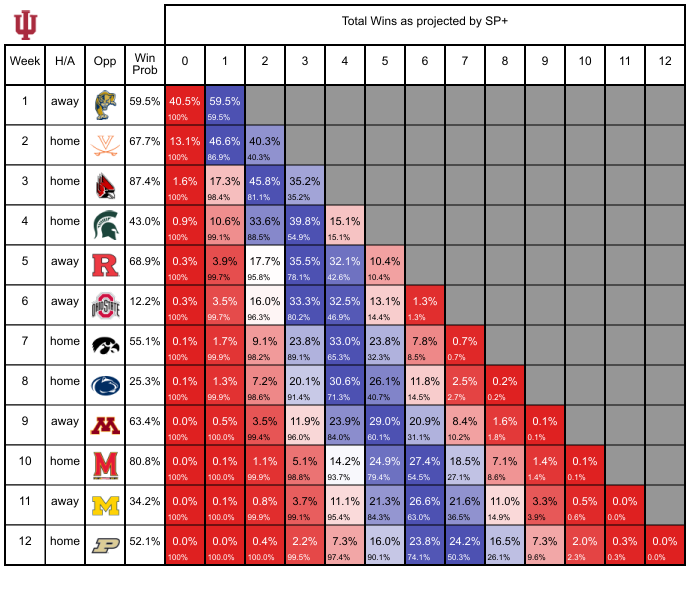 Total Wins as projected by SP+
Week H/A Opp Win Prob 0 1 2 3 4 5 6 7 8 9 10 11 12
1 away 59.5% 40.5% 59.5%
100% 59.5%
2 home 67.7% 13.1% 46.6% 40.3%
100% 86.9% 40.3%
3 home 87.4% 1.6% 17.3% 45.8% 35.2%
100% 98.4% 81.1% 35.2%
4 home 43.0% 0.9% 10.6% 33.6% 39.8% 15.1%
100% 99.1% 88.5% 54.9% 15.1%
5 away R 68.9% 0.3% 3.9% 17.7% 35.5% 32.1% 10.4%
100% 99.7% 95.8% 78.1% 42.6% 10.4%
6 away OHIO STATE 12.2% 0.3% 3.5% 16.0% 33.3% 32.5% 13.1% 1.3%
100% 99.7% 96.3% 80.2% 46.9% 14.4% 1.3%
7 home 55.1% 0.1% 1.7% 9.1% 23.8% 33.0% 23.8% 7.8% 0.7%
100% 99.9% 98.2% 89.1% 65.3% 32.3% 8.5% 0.7%
8 home 25.3% 0.1% 1.3% 7.2% 20.1% 30.6% 26.1% 11.8% 2.5% 0.2%
100% 99.9% 98.6% 91.4% 71.3% 40.7% 14.5% 2.7% 0.2%
9 away M 63.4% 0.0% 0.5% 3.5% 11.9% 23.9% 29.0% 20.9% 8.4% 1.6% 0.1%
100% 100.0% 99.4% 96.0% 84.0% 60.1% 31.1% 10.2% 1.8% 0.1%
10 home M 80.8% 0.0% 0.1% 1.1% 5.1% 14.2% 24.9% 27.4% 18.5% 7.1% 1.4% 0.1%
100% 100.0% 99.9% 98.8% 93.7% 79.4% 54.5% 27.1% 8.6% 1.4% 0.1%
11 away M 34.2% 0.0% 0.1% 0.8% 3.7% 11.1% 21.3% 26.6% 21.6% 11.0% 3.3% 0.5% 0.0%
100% 100.0% 99.9% 99.1% 95.4% 84.3% 63.0% 36.5% 14.9% 3.9% 0.6% 0.0%
12 home P 52.1% 0.0% 0.0% 0.4% 2.2% 7.3% 16.0% 23.8% 24.2% 16.5% 7.3% 2.0% 0.3% 0.0%
100% 100.0% 100.0% 99.5% 97.4% 90.1% 74.1% 50.3% 26.1% 9.6% 2.3% 0.3% 0.0%